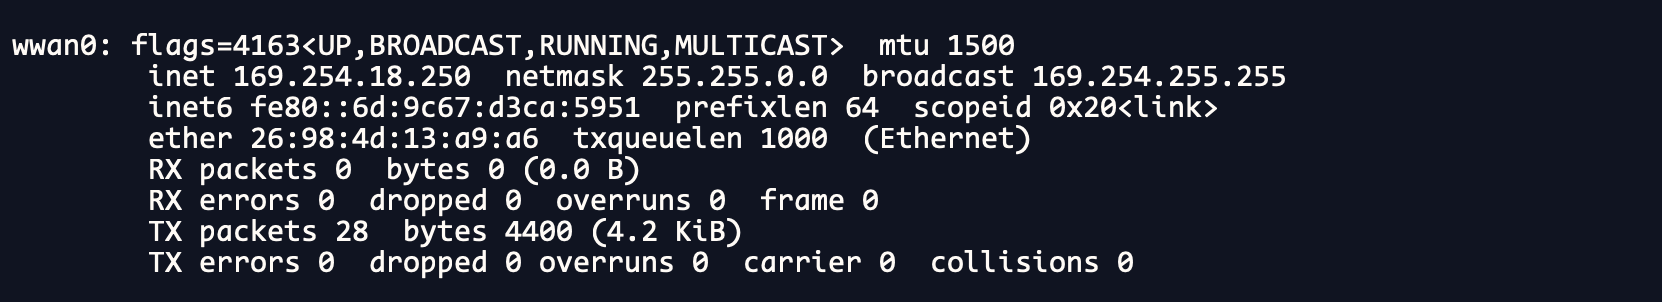 wwan0: flags=4163<UP,BROADCAST,RUNNING,MULTICAST>  mtu 1500
        inet 169.254.18.250  netmask 255.255.0.0  broadcast 169.254.255.255
        inet6 fe80::6d:9c67:d3ca:5951  prefixlen 64  scopeid 0x20<link>
        ether 26:98:4d:13:a9:a6  txqueuelen 1000  (Ethernet)
        RX packets 0  bytes 0 (0.0 B)
        RX errors 0  dropped 0  overruns 0  frame 0
        TX packets 28  bytes 4400 (4.2 KiB)
        TX errors 0  dropped 0 overruns 0  carrier 0  collisions 0